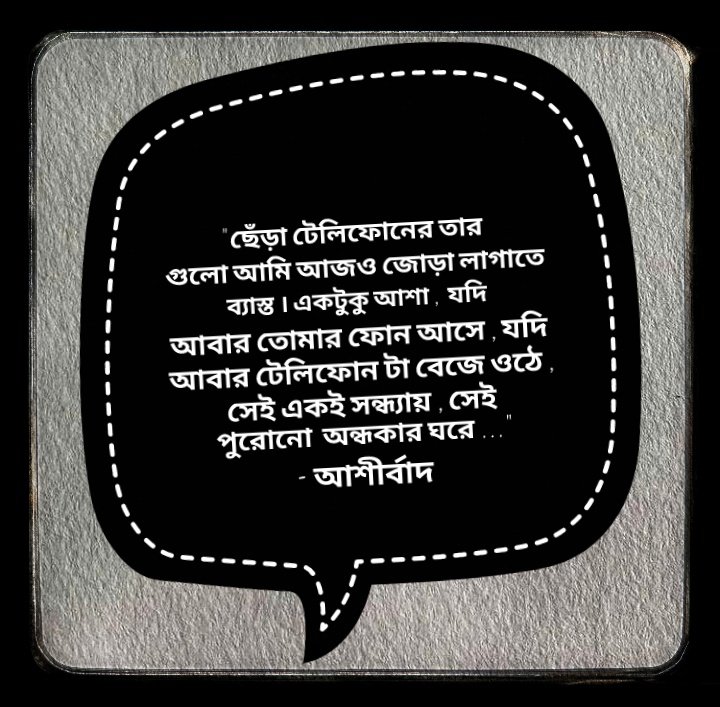 "ছেঁড়া টেলিফোনের তার
গুলো আমি আজও জোড়া লাগাতে
ব্যাস্ত । একটুকু আশা , যদি
আবার তোমার ফোন আসে , যদি
আবার টেলিফোন টা বেজে ওঠে ,
সেই একই সন্ধ্যায় , সেই
পুরোনো অন্ধকার ঘরে ..."
- আশীর্বাদ